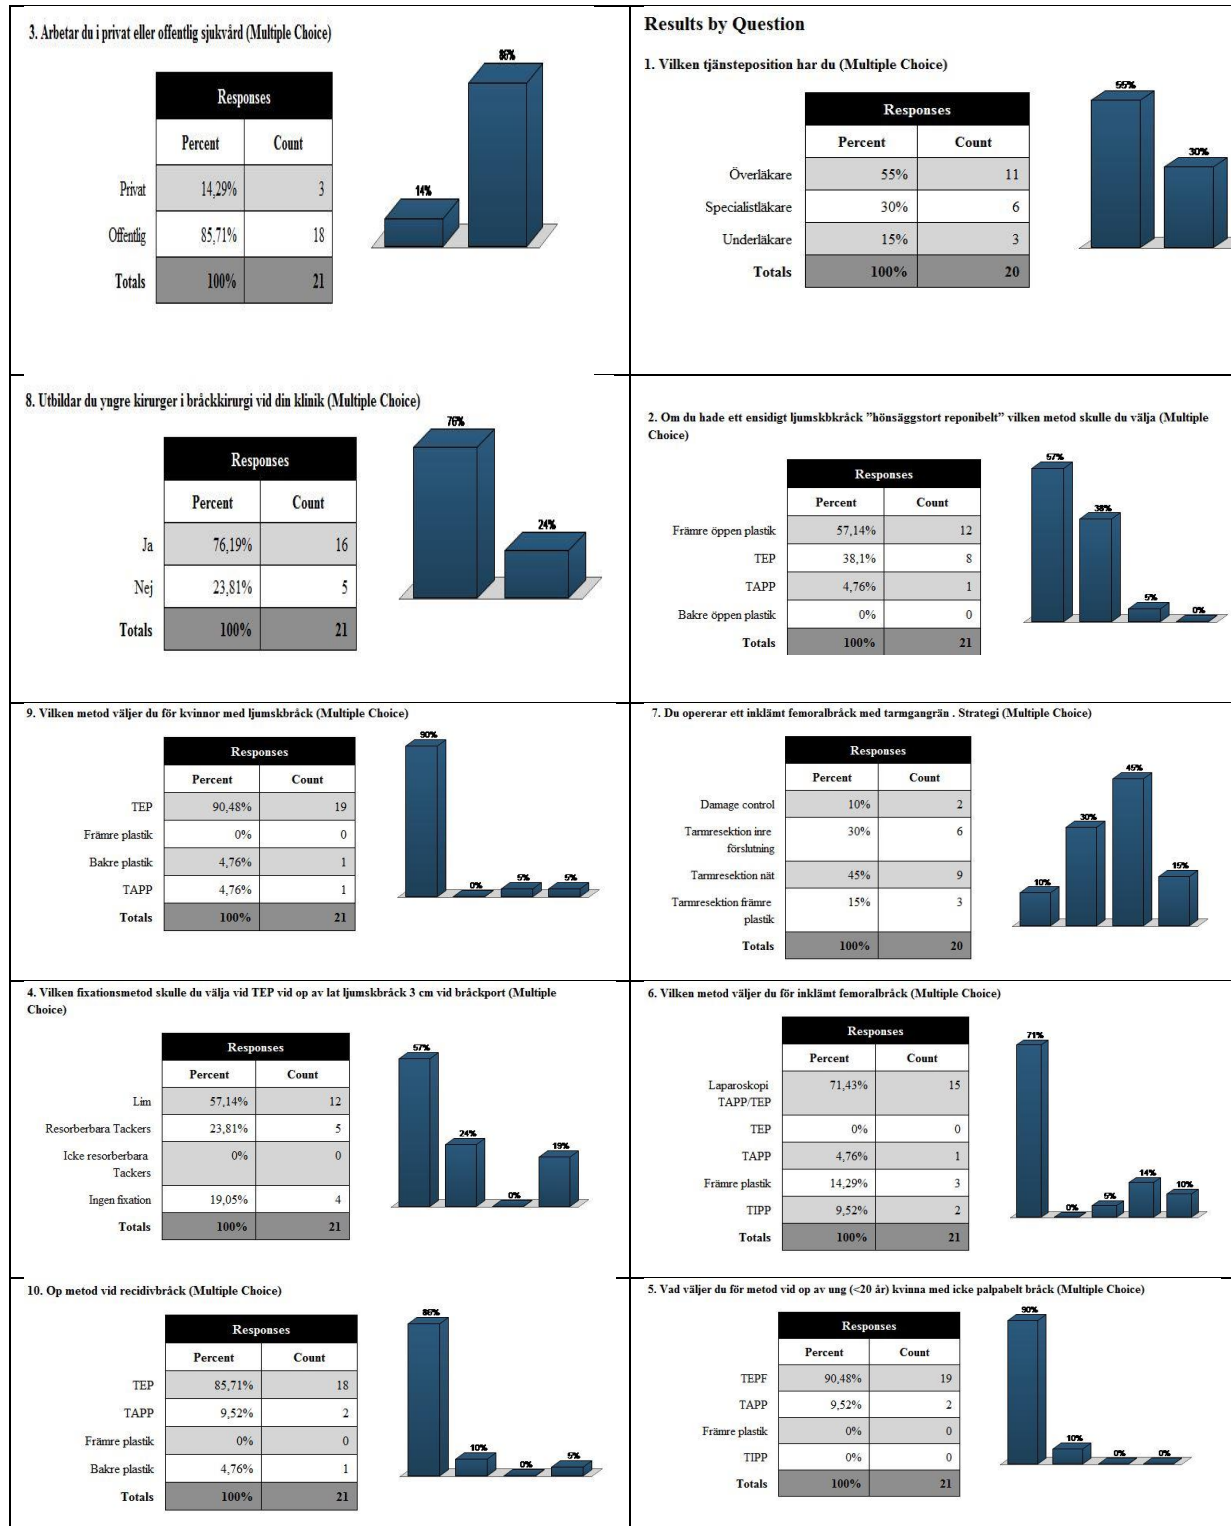 3. Arbetar du i privat eller offentlig sjukvård (Multiple Choice)
Responses
Percent Count
Privat 14,29% 3
Offentlig 85,71% 18
Totals 100% 21
14%
86%
Results by Question
1. Vilken tjänsteposition har du (Multiple Choice)
Responses
Percent Count
Överläkare 55% 11
Specialistläkare 30% 6
Underläkare 15% 3
Totals 100% 20
55%
30%
8. Utbildar du yngre kirurger i bråckkirurgi vid din klinik (Multiple Choice)
Responses
Percent Count
Ja 76,19% 16
Nej 23,81% 5
Totals 100% 21
76%
24%
2. Om du hade ett ensidigt ljumskbkråck ”hönsäggstort reponibelt” vilken metod skulle du välja (Multiple
Choice)
Responses
Percent Count
Främre öppen plastik 57,14% 12
TEP 38,1% 8
TAPP 4,76% 1
Bakre öppen plastik 0% 0
Totals 100% 21
57%
38%
5%
0%
9. Vilken metod väljer du för kvinnor med ljumskbråck (Multiple Choice)
Responses
Percent Count
TEP 90,48% 19
Främre plastik 0% 0
Bakre plastik 4,76% 1
TAPP 4,76% 1
Totals 100% 21
90%
0%
5%
5%
7. Du opererar ett inklämt femoralbråck med tarmgangrän . Strategi (Multiple Choice)
Responses
Percent Count
Damage control 10% 2
Tarmresektion inre
förslutning 30% 6
Tarmresektion nät 45% 9
Tarmresektion främre
plastik 15% 3
Totals 100% 20
10%
30%
45%
15%
4. Vilken fixationsmetod skulle du välja vid TEP vid op av lat ljumskbråck 3 cm vid bråckport (Multiple
Choice)
Responses
Percent Count
Lim 57,14% 12
Resorberbara Tackers 23,81% 5
Icke resorberbara
Tackers 0% 0
Ingen fixation 19,05% 4
Totals 100% 21
57%
24%
0%
19%
6. Vilken metod väljer du för inklämt femoralbråck (Multiple Choice)
Responses
Percent Count
Laparoskopi
TAPP/TEP 71,43% 15
TEP 0% 0
TAPP 4,76% 1
Främre plastik 14,29% 3
TIPP 9,52% 2
Totals 100% 21
71%
0%
5%
14%
10%
10. Op metod vid recidivbråck (Multiple Choice)
Responses
Percent Count
TEP 85,71% 18
TAPP 9,52% 2
Främre plastik 0% 0
Bakre plastik 4,76% 1
Totals 100% 21
86%
10%
0%
5%
5. Vad väljer du för metod vid op av ung (<20 år) kvinna med icke palpabelt bråck (Multiple Choice)
Responses
Percent Count
TEPF 90,48% 19
TAPP 9,52% 2
Främre plastik 0% 0
TIPP 0% 0
Totals 100% 21
90%
10%
0%
0%